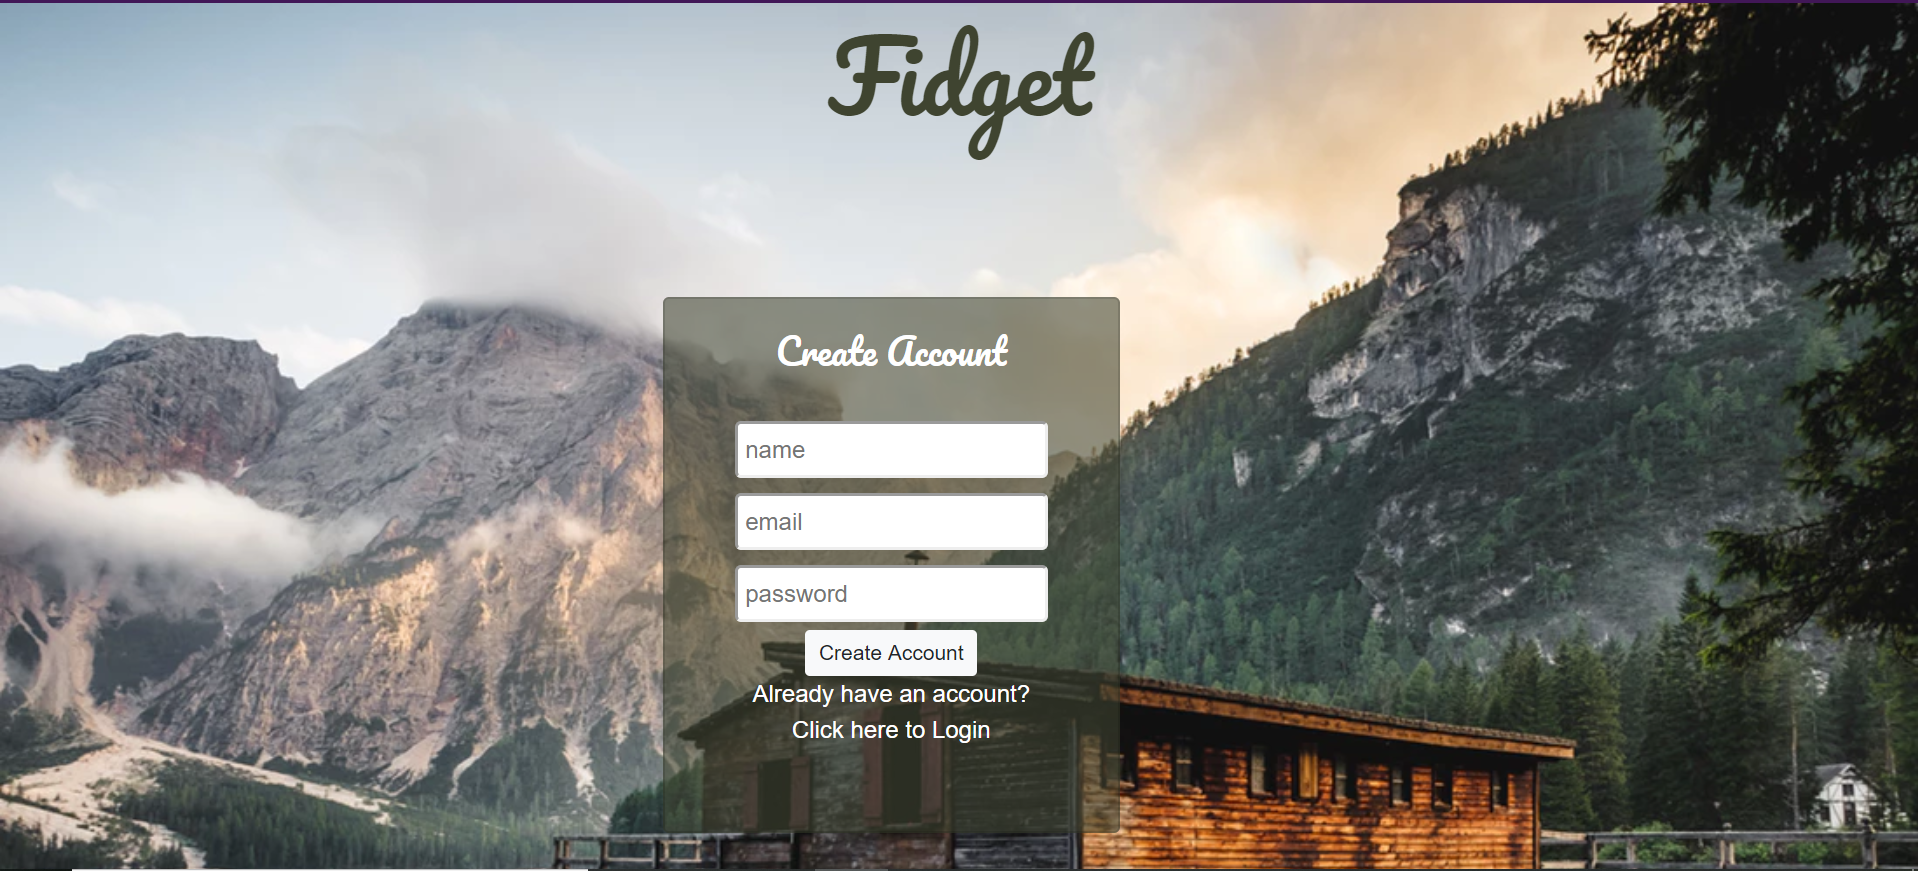 Fidget
Create Account
name
email
password
Create Account
Already have an account?
Click here to Login